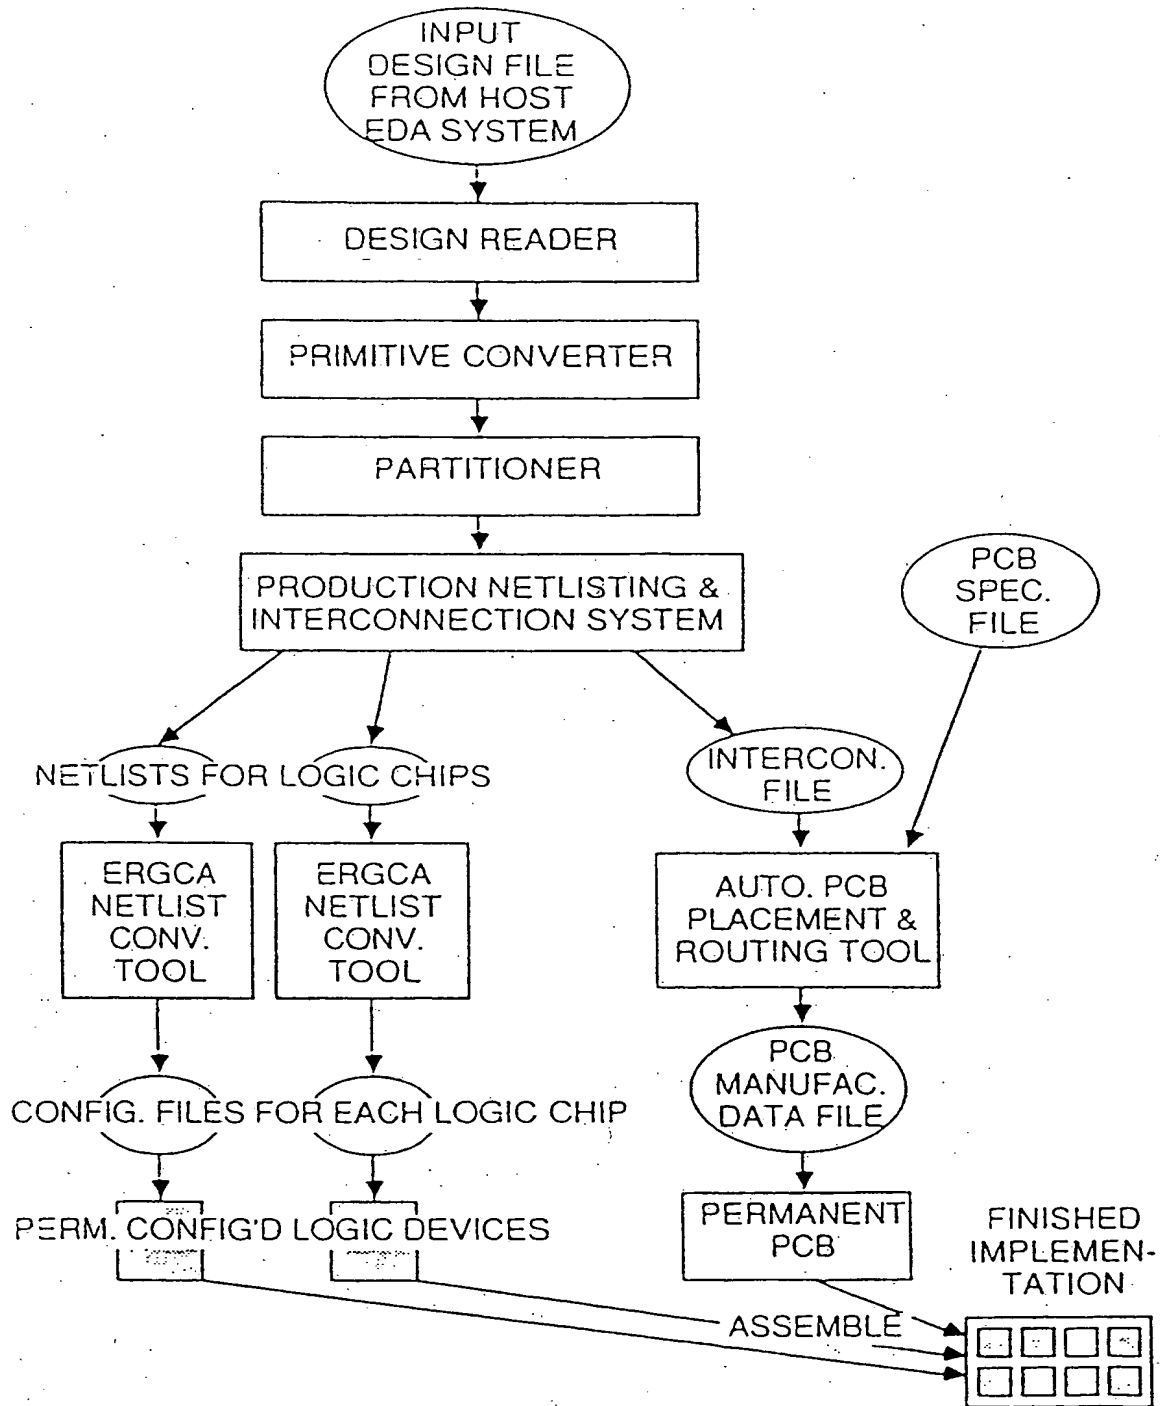 INPUT
DESIGN FILE
FROM HOST
EDA SYSTEM
DESIGN READER
PRIMITIVE CONVERTER
PARTITIONER
PRODUCTION NETLISTING &
INTERCONNECTION SYSTEM
PCB
SPEC.
FILE
NETLISTS FOR LOGIC CHIPS
INTERCON.
FILE
ERGCA
NETLIST
CONV.
TOOL
ERGCA
NETLIST
CONV.
TOOL
AUTO. PCB
PLACEMENT &
ROUTING TOOL
PCB
MANUFAC.
DATA FILE
CONFIG. FILES FOR EACH LOGIC CHIP
PERM. CONFIG'D LOGIC DEVICES
PERMANENT
PCB
FINISHED
IMPLEMEN-
TATION
ASSEMBLE